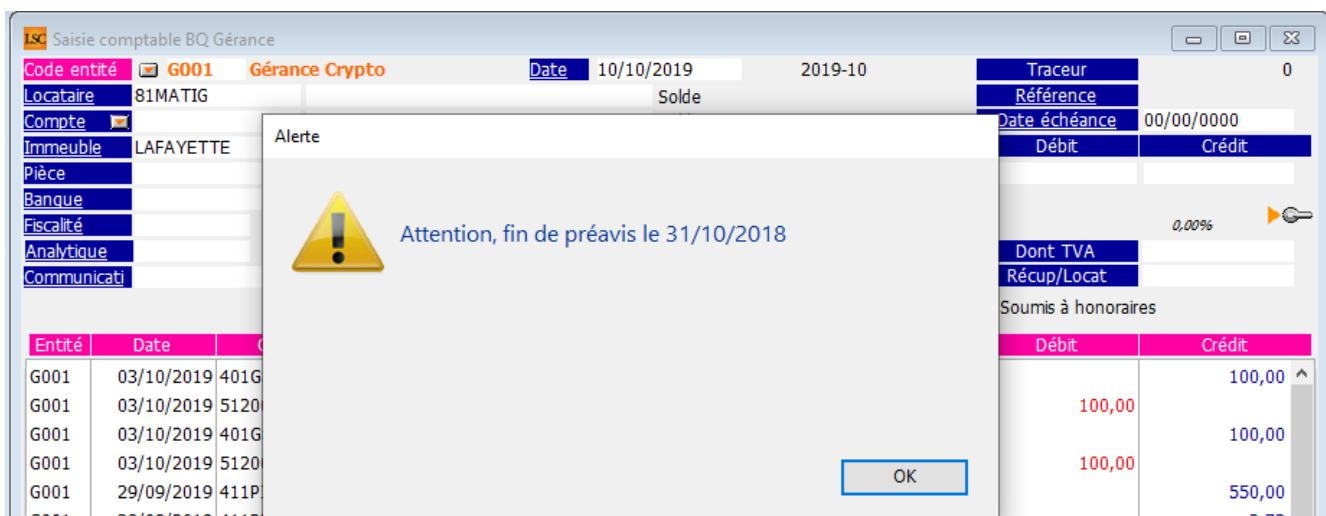 LSC Saisie comptable BQ Gérance
Code entité G001 Gérance Crypto Date 10/10/2019 2019-10 Traceur 0
Locataire 81MATIG Solde Référence
Compte Date échéance 00/00/0000
Immeuble LAFAYETTE Débit Crédit
Pièce
Banque
Fiscalité 0,00%
Analytique Dont TVA
Communicati Récup/Locat
Soumis à honoraires
Alerte
Attention, fin de préavis le 31/10/2018
OK
Entité Date Débit Crédit
G001 03/10/2019 401G 100,00
G001 03/10/2019 5120 100,00
G001 03/10/2019 401G 100,00
G001 03/10/2019 5120 100,00
G001 29/09/2019 411P 550,00